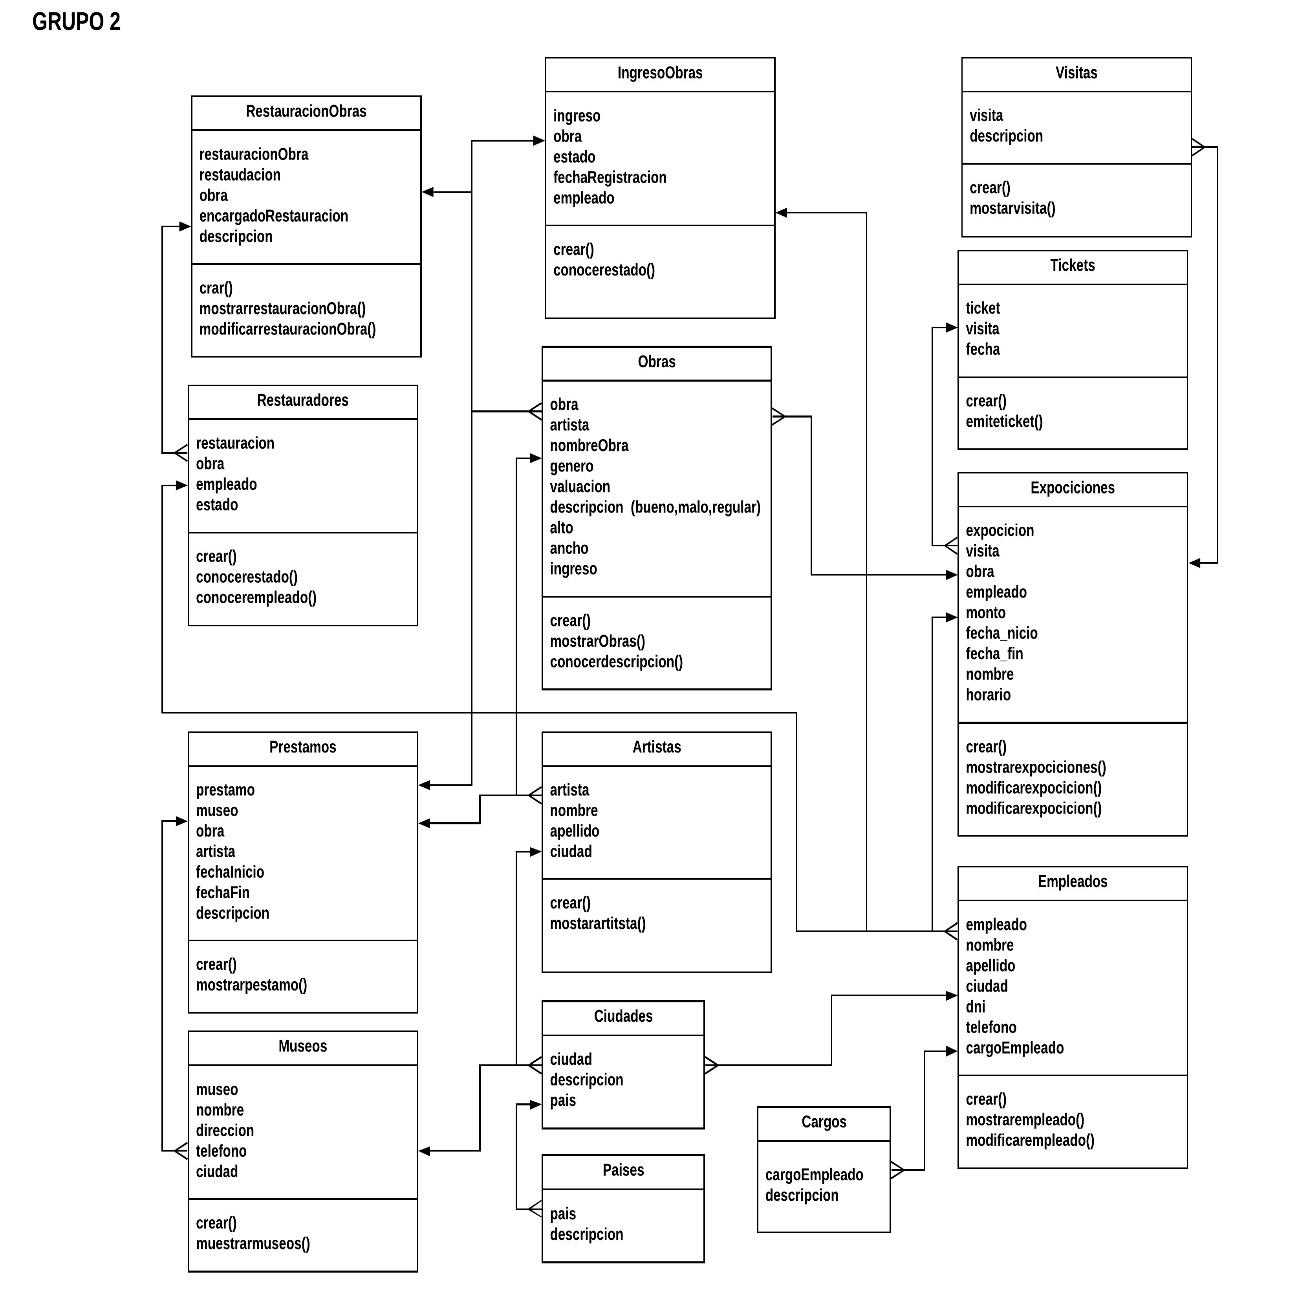 GRUPO 2
RestauracionObras
restauracionObra
restaudacion
obra
encargadoRestauracion
descripcion
crar()
mostrarrestauracionObra()
modificarrestauracionObra()
IngresoObras
ingreso
obra
estado
fechaRegistracion
empleado
crear()
conocerestado()
Visitas
visita
descripcion
crear()
mostarvisita()
Tickets
ticket
visita
fecha
crear()
emiteticket()
Restauradores
restauracion
obra
empleado
estado
crear()
conocerestado()
conocerempleado()
Obras
obra
artista
nombreObra
genero
valuacion
descripcion (bueno,malo,regular)
alto
ancho
ingreso
crear()
mostrarObras()
conocerdescripcion()
Expociciones
expocicion
visita
obra
empleado
monto
fecha_nicio
fecha_fin
nombre
horario
crear()
mostrarexpociciones()
modificarexpocicion()
modificarexpocicion()
Prestamos
prestamo
museo
obra
artista
fechaInicio
fechaFin
descripcion
crear()
mostrarpestamo()
Artistas
artista
nombre
apellido
ciudad
crear()
mostarartitsta()
Empleados
empleado
nombre
apellido
ciudad
dni
telefono
cargoEmpleado
crear()
mostrarempleado()
modificarempleado()
Museos
museo
nombre
direccion
telefono
ciudad
crear()
muestrarmuseos()
Ciudades
ciudad
descripcion
pais
Cargos
cargoEmpleado
descripcion
Paises
pais
descripcion